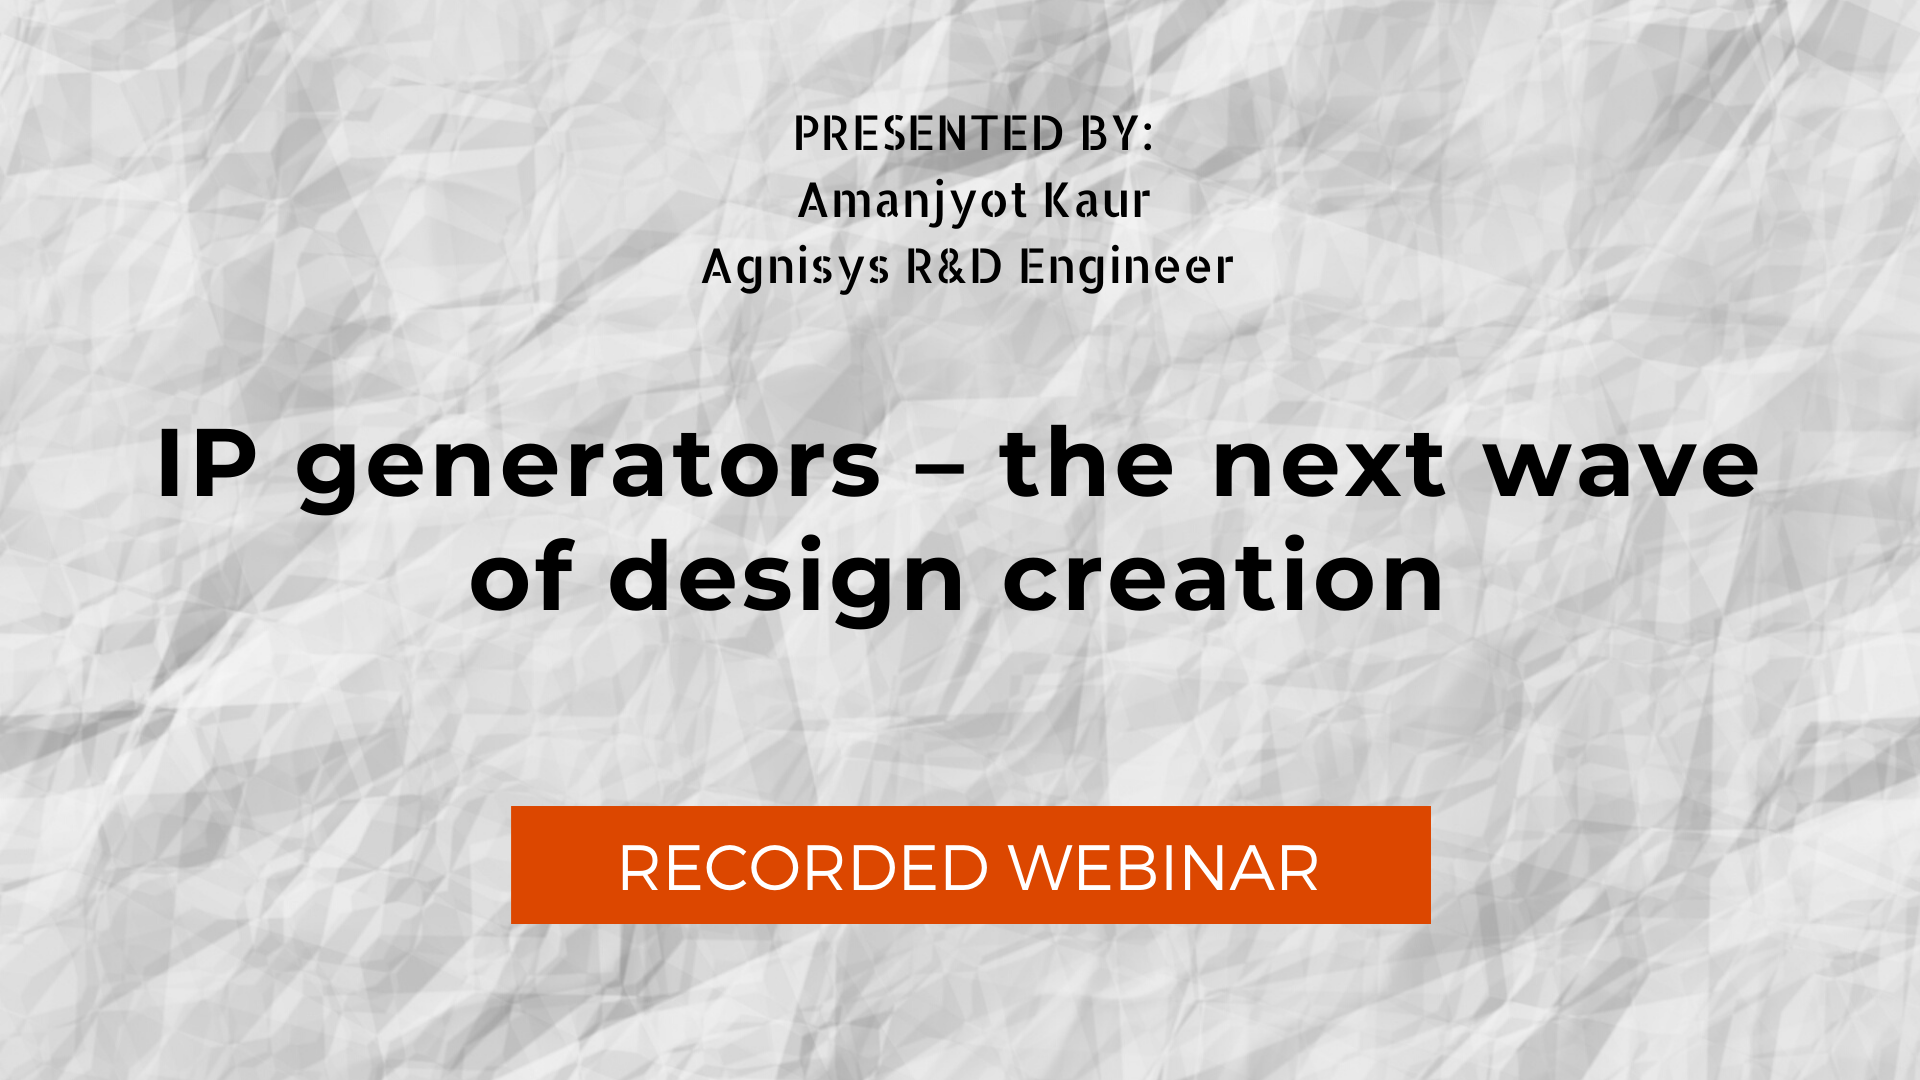 PRESENTED BY:
Amanjyot Kaur
Agnisys R&D Engineer
IP generators – the next wave
of design creation
RECORDED WEBINAR